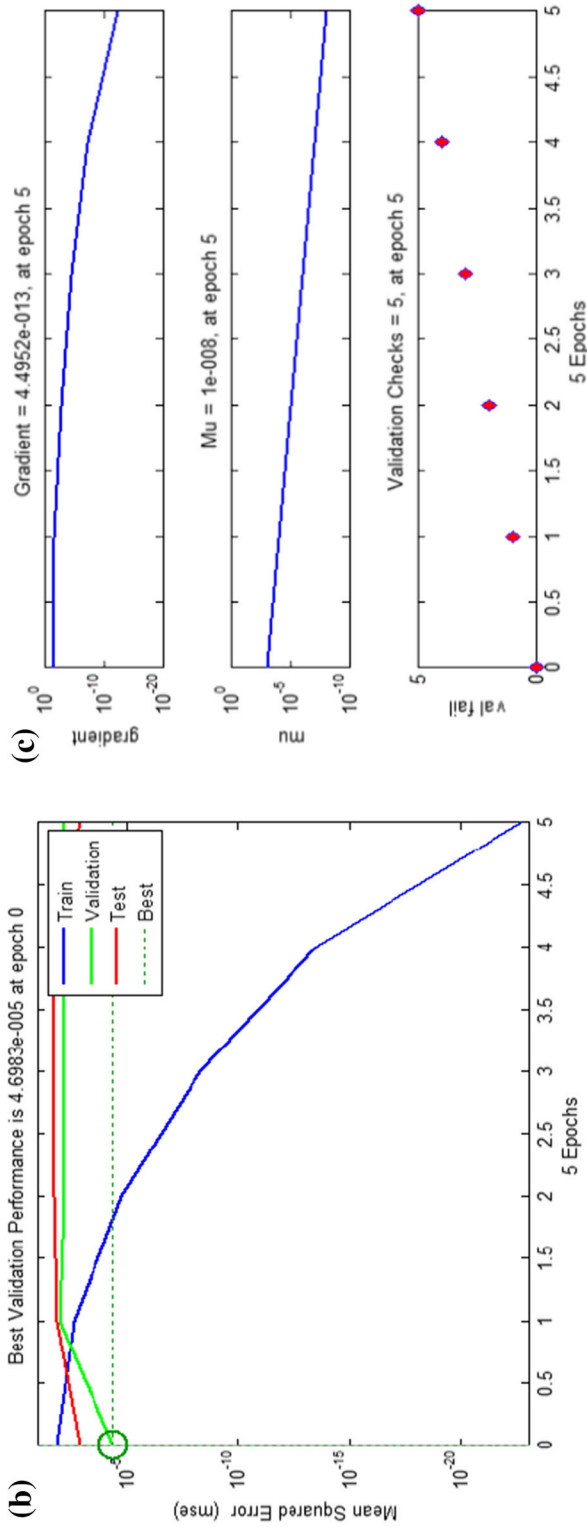 (b)
Best Validation Performance is 4.6983e-005 at epoch 0
Train
Validation
Test
Best
Mean Squared Error (mse)
10^-5
10^-10
10^-15
10^-20
0 0.5 1 1.5 2 2.5 3 3.5 4 4.5 5
5 Epochs
(c)
Gradient = 4.4952e-013, at epoch 5
gradient
10^0
10^-10
10^-20
Mu = 1e-008, at epoch 5
mu
10^0
10^-5
10^-10
Validation Checks = 5, at epoch 5
val fail
5
0
0 0.5 1 1.5 2 2.5 3 3.5 4 4.5 5
5 Epochs